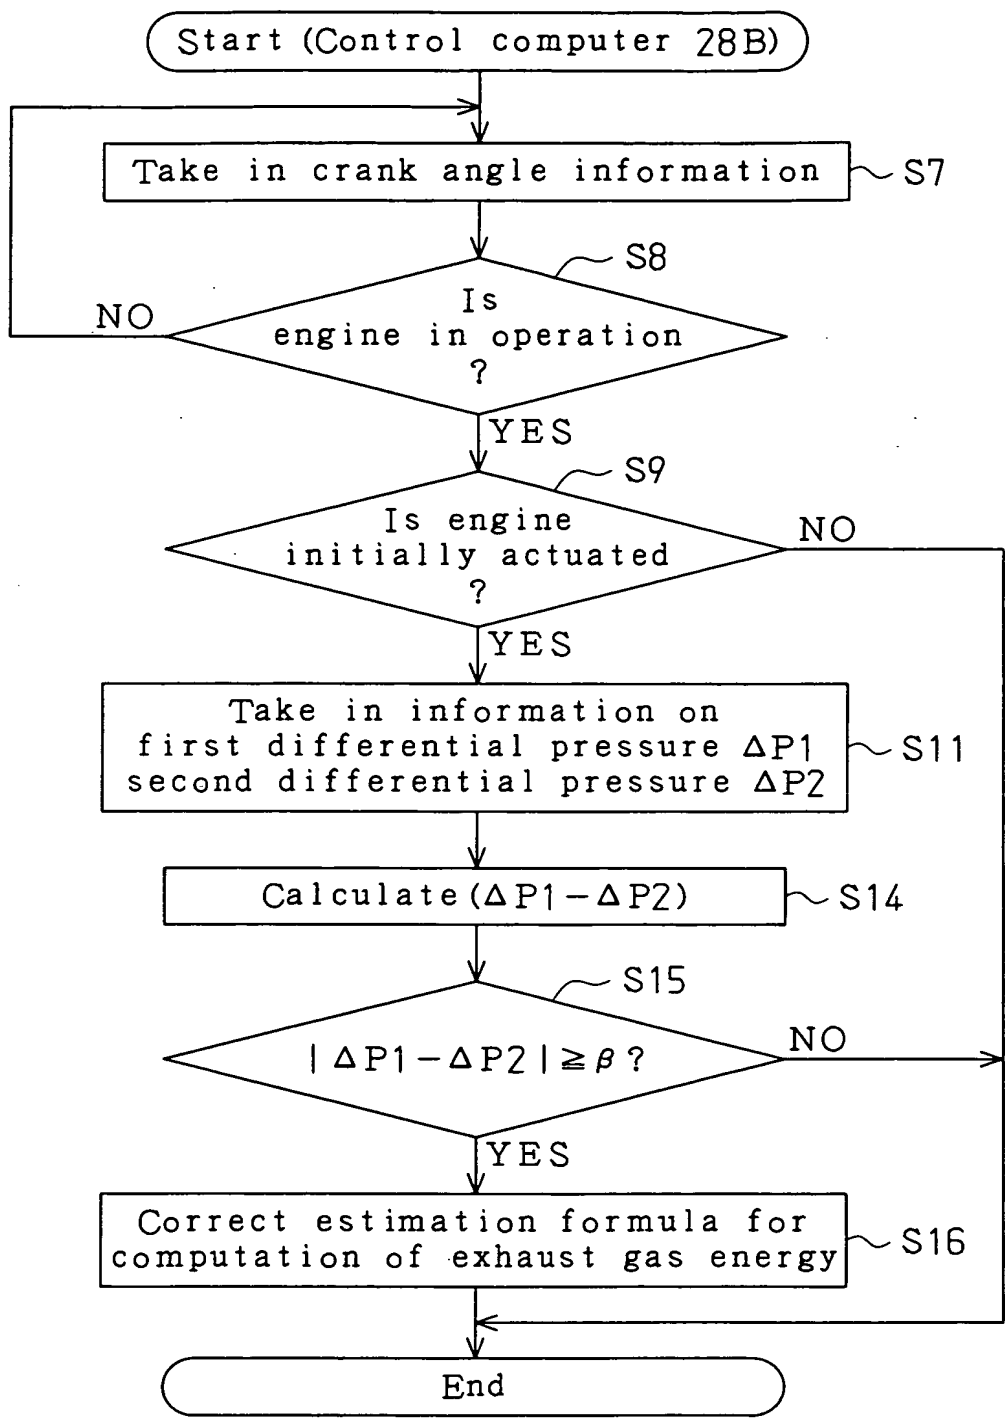 Start (Control computer 28B)
Take in crank angle information
S7
S8
Is
engine in operation
?
NO
YES
S9
Is engine
initially actuated
?
NO
YES
Take in information on
first differential pressure ΔP1
second differential pressure ΔP2
S11
Calculate (ΔP1-ΔP2)
S14
S15
|ΔP1-ΔP2|≧β?
NO
YES
Correct estimation formula for
computation of exhaust gas energy
S16
End